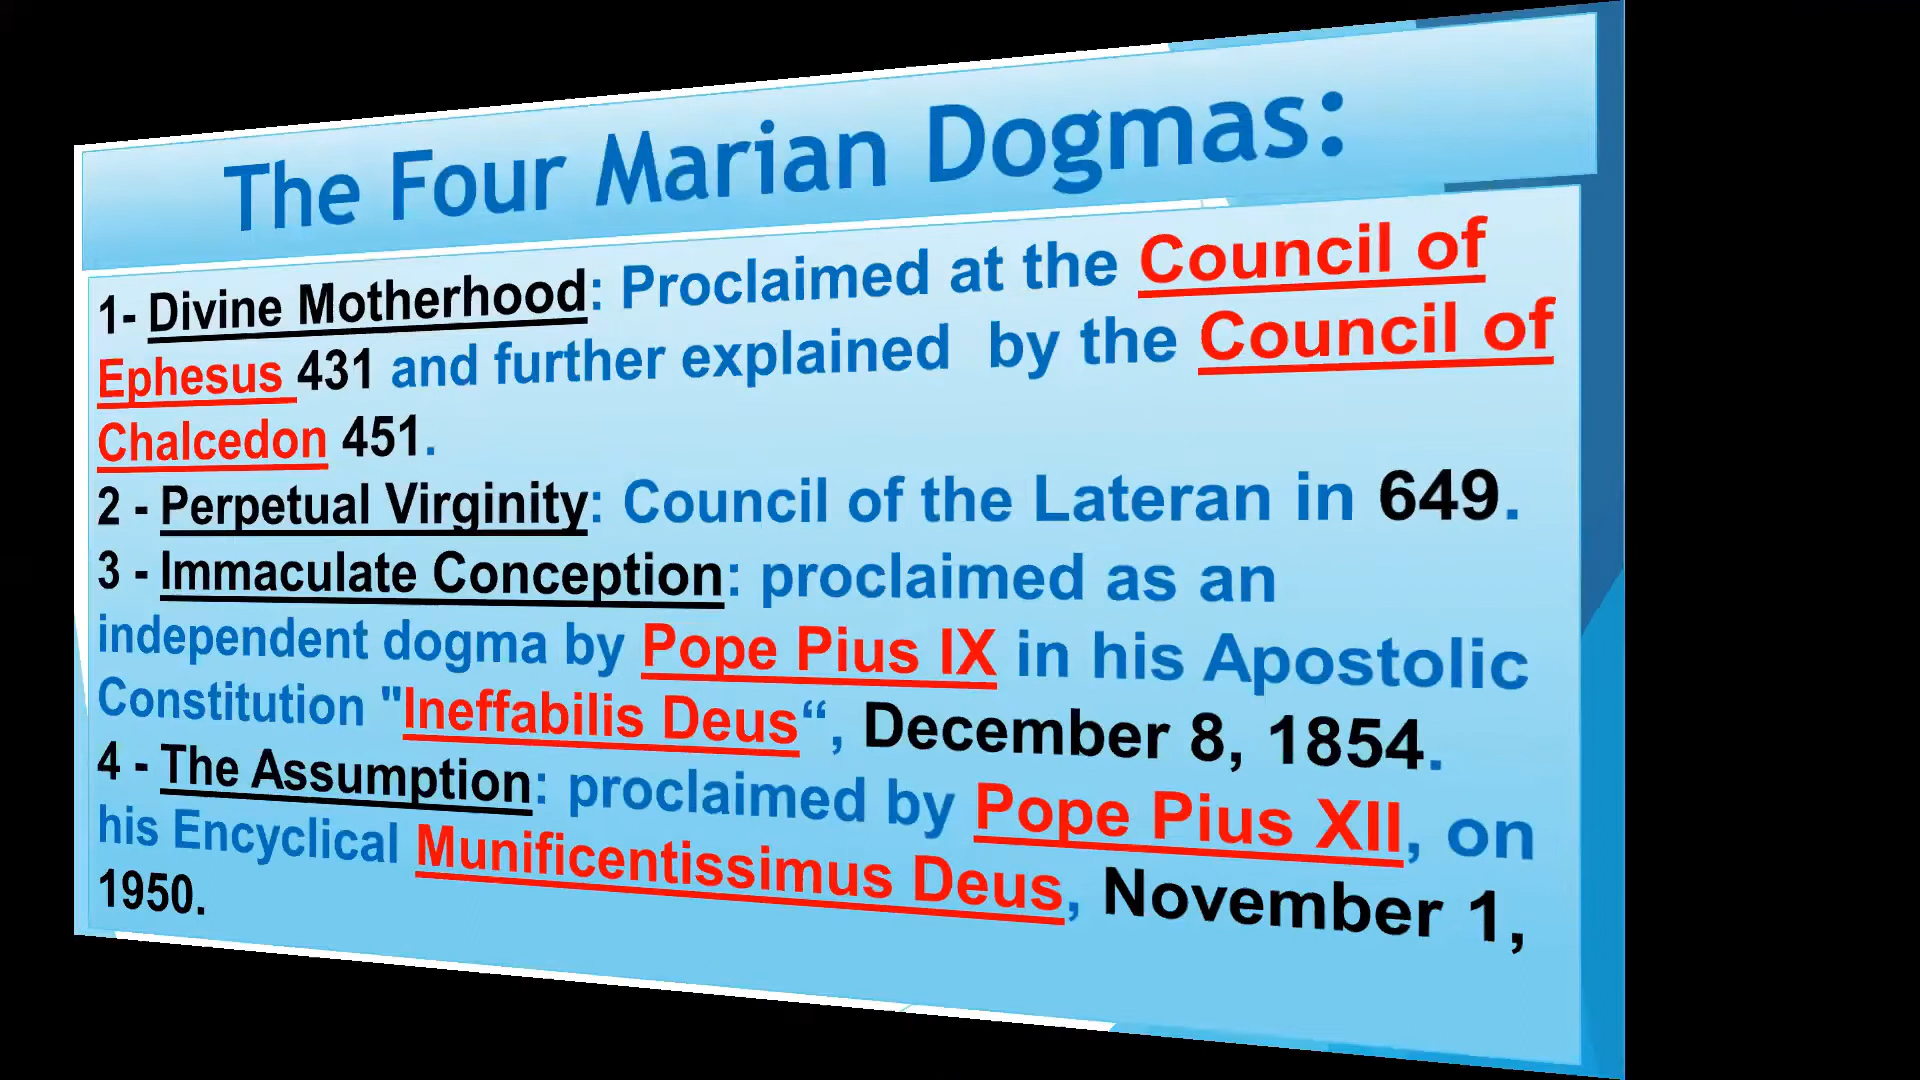 The Four Marian Dogmas:
1- Divine Motherhood: Proclaimed at the Council of
Ephesus 431 and further explained by the Council of
Chalcedon 451.
2 - Perpetual Virginity: Council of the Lateran in 649.
3 - Immaculate Conception: proclaimed as an
independent dogma by Pope Pius IX in his Apostolic
Constitution "Ineffabilis Deus“, December 8, 1854.
4 - The Assumption: proclaimed by Pope Pius XII, on
his Encyclical Munificentissimus Deus, November 1,
1950.